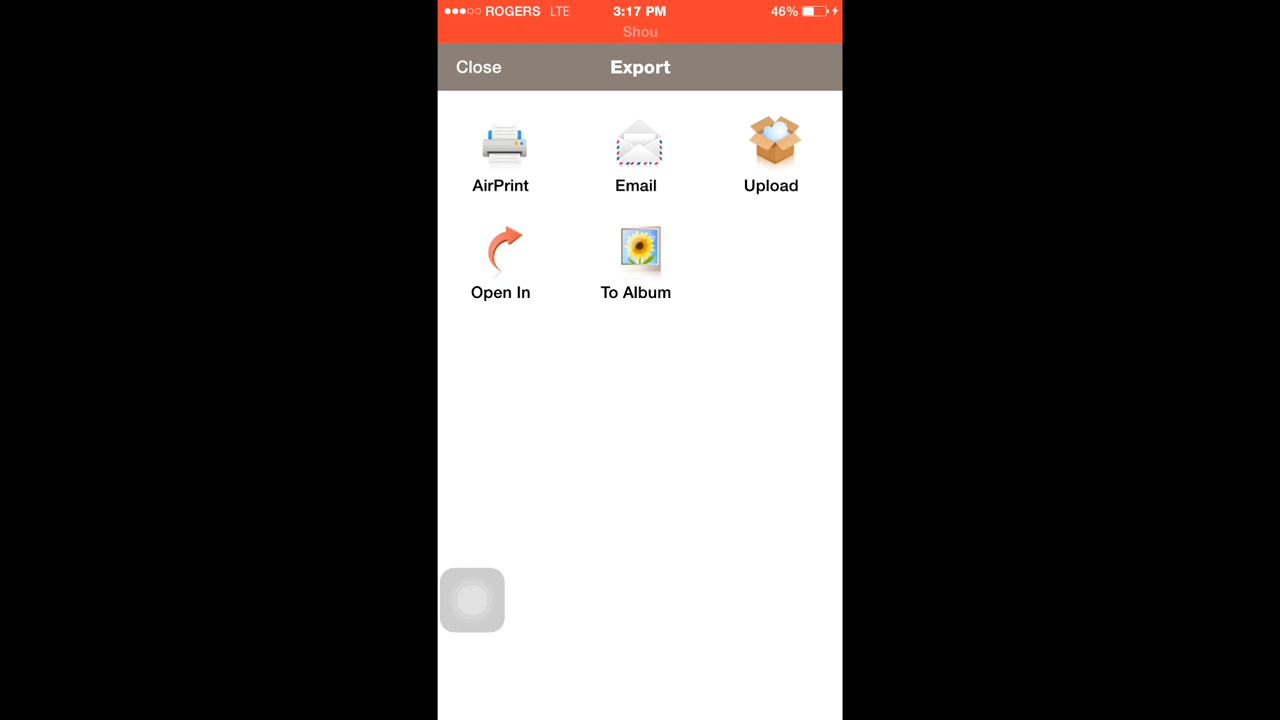 ROGERS LTE 3:17 PM 46%
Shou
Close Export
AirPrint Email Upload
Open In To Album